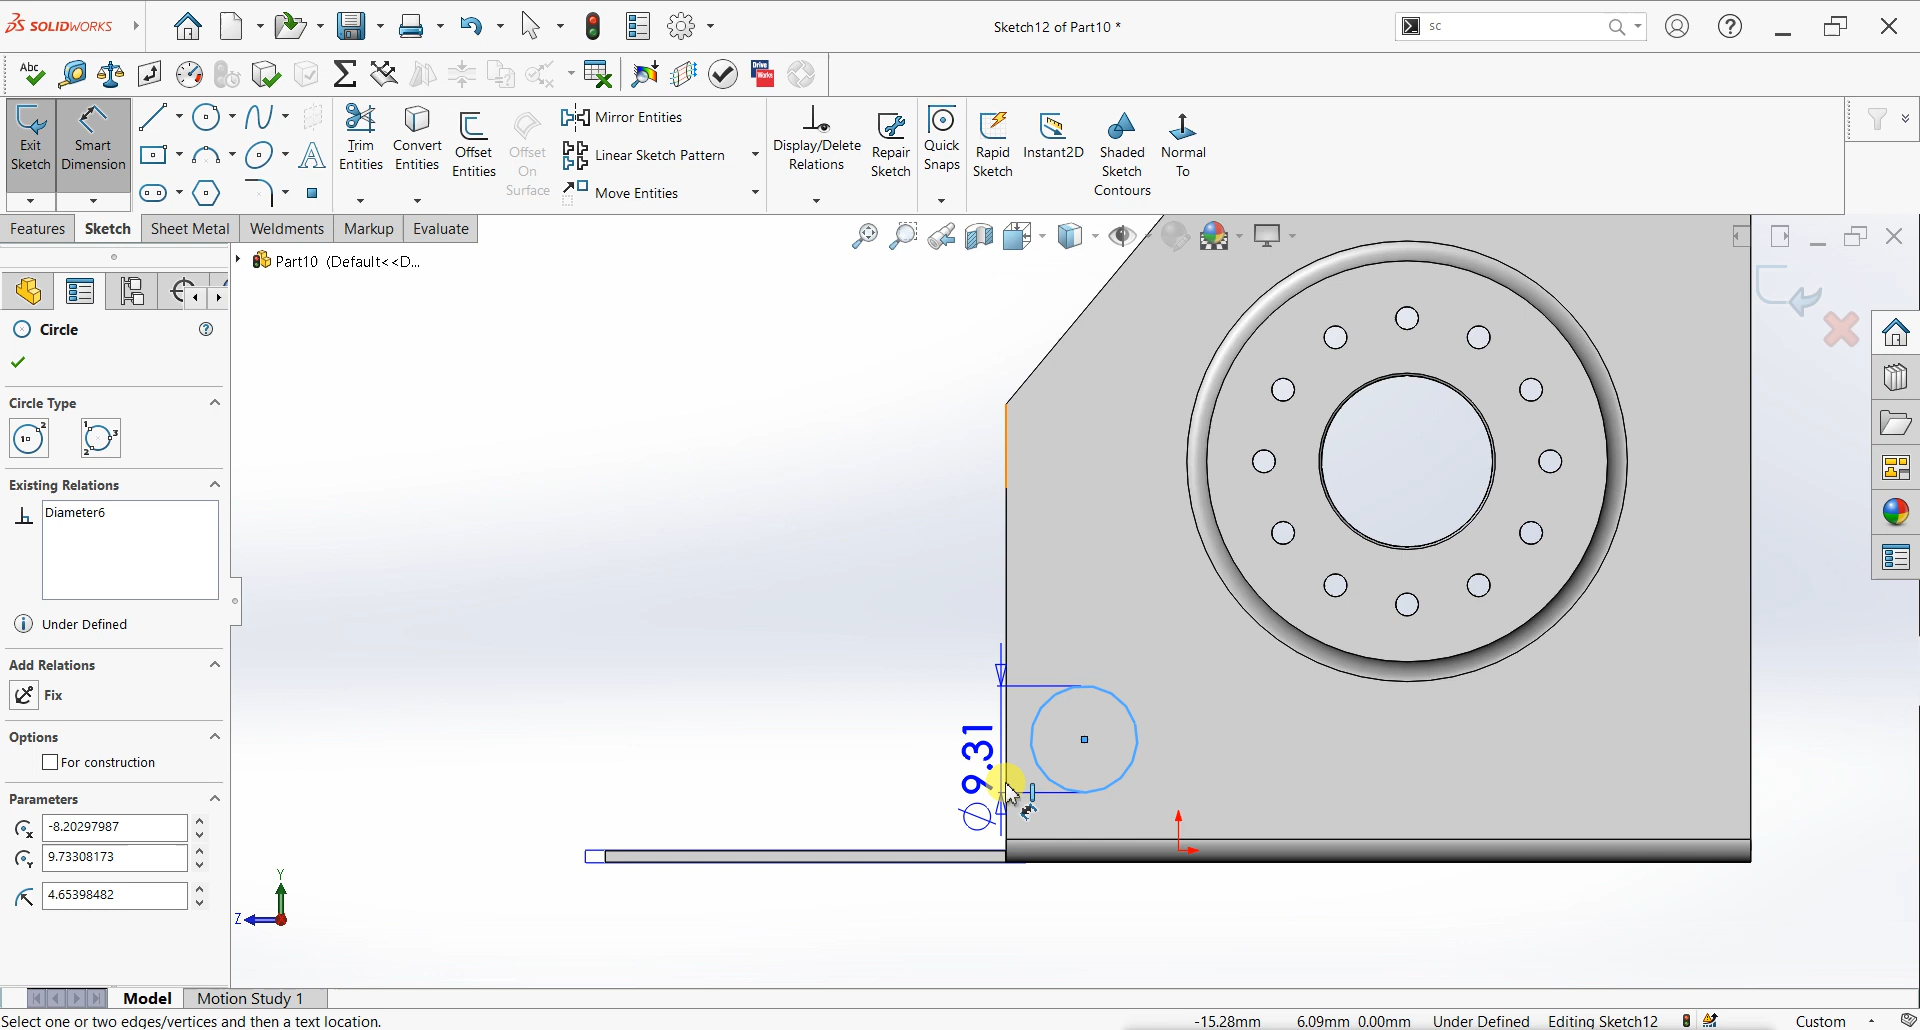 SOLIDWORKS
Sketch12 of Part10 *
sc
Abc
Drive Works
Exit Sketch
Smart Dimension
Trim Entities
Convert Entities
Offset Entities
Offset On Surface
Mirror Entities
Linear Sketch Pattern
Move Entities
Display/Delete Relations
Repair Sketch
Quick Snaps
Rapid Sketch
Instant2D
Shaded Sketch Contours
Normal To
Features
Sketch
Sheet Metal
Weldments
Markup
Evaluate
Part10 (Default<<D...
Circle
Circle Type
Existing Relations
Diameter6
Under Defined
Add Relations
Fix
Options
For construction
Parameters
-8.20297987
9.73308173
4.65398482
Ø 9.31
Y
Z
Model
Motion Study 1
Select one or two edges/vertices and then a text location.
-15.28mm
6.09mm
0.00mm
Under Defined
Editing Sketch12
Custom